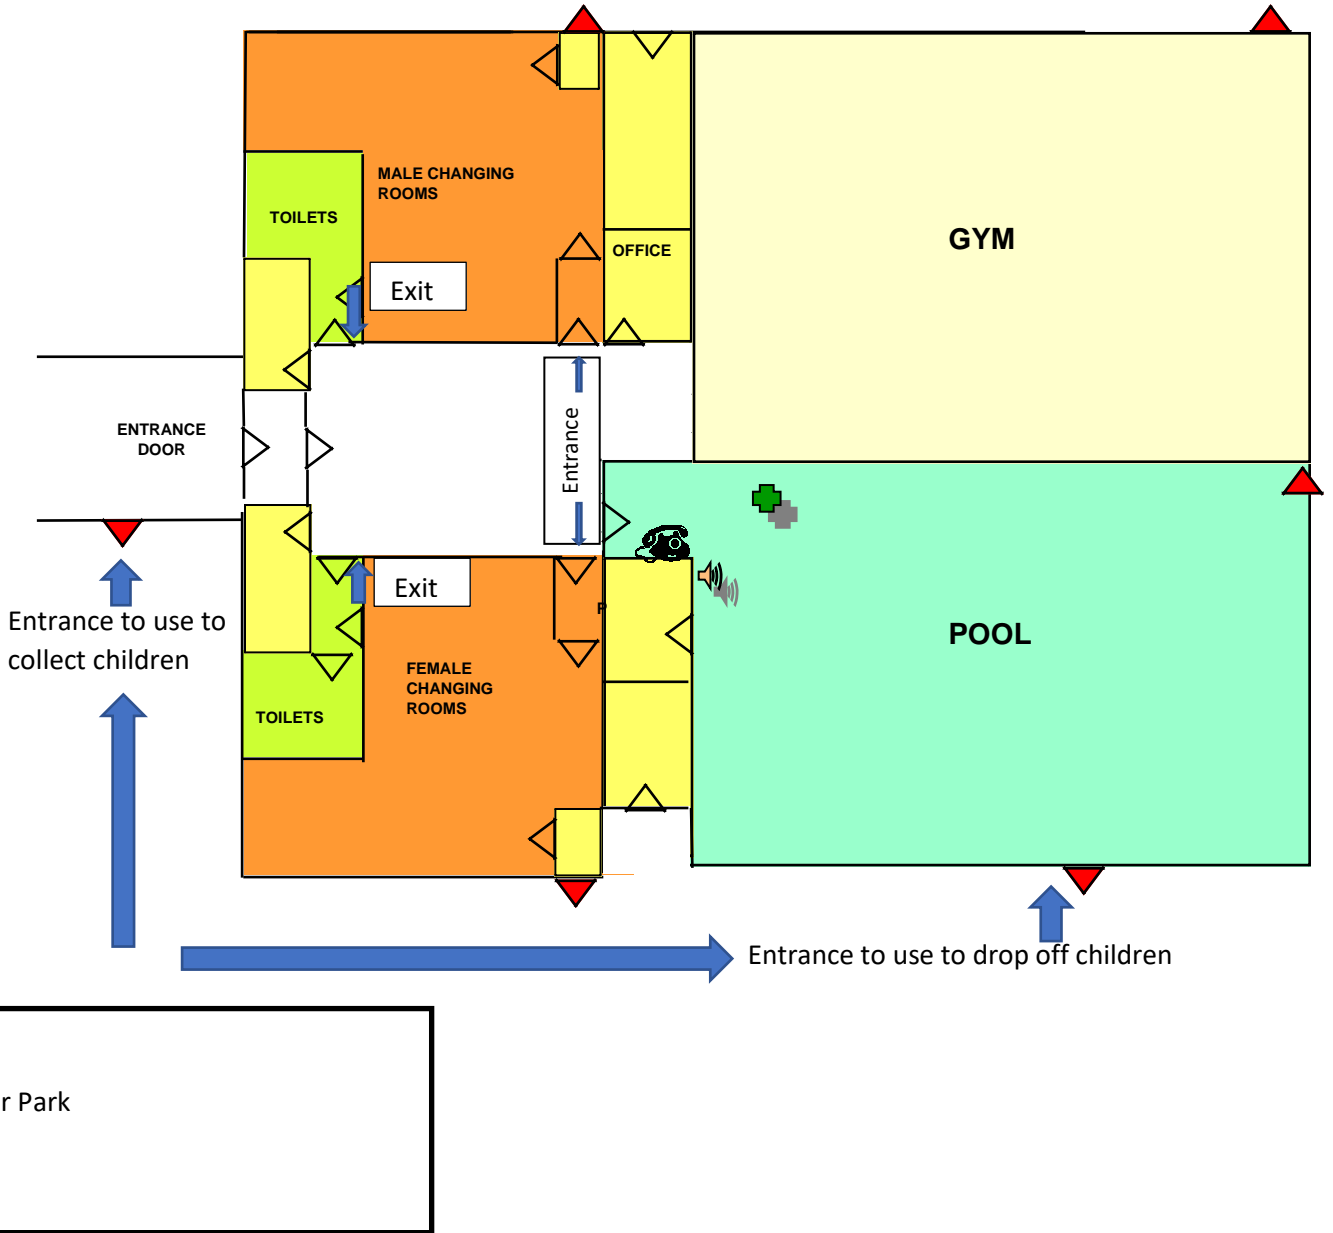 MALE CHANGING
ROOMS
TOILETS
OFFICE
GYM
Exit
ENTRANCE
DOOR
Entrance
Exit
P
Entrance to use to
collect children
POOL
FEMALE
CHANGING
ROOMS
TOILETS
Entrance to use to drop off children
r Park